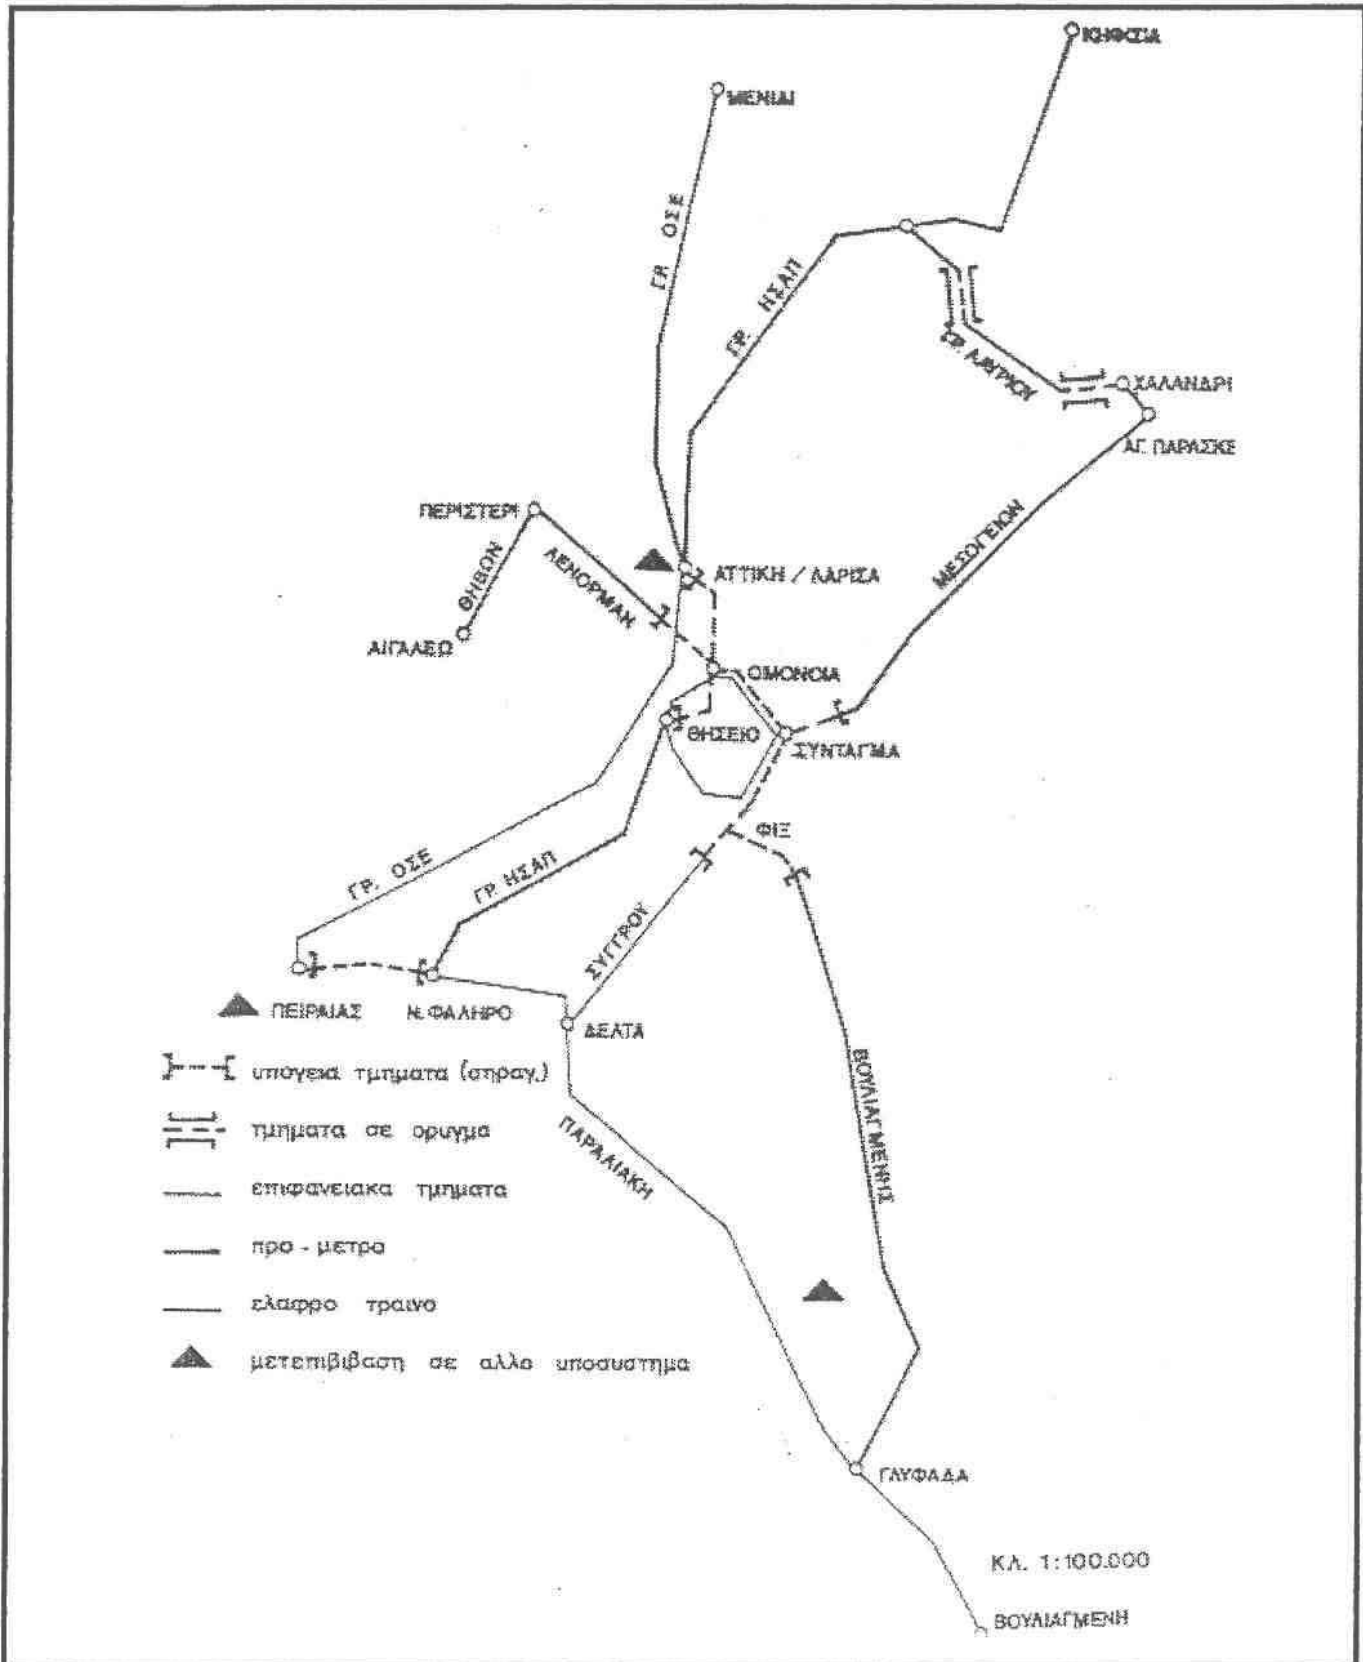 ΚΗΦΙΣΙΑ
ΜΕΝΙΔΙ
ΓΡ. ΟΣΕ
ΓΡ. ΗΣΑΠ
ΓΡ. ΛΑΥΡΙΟΥ
ΧΑΛΑΝΔΡΙ
ΑΓ. ΠΑΡΑΣΚΕ
ΠΕΡΙΣΤΕΡΙ
ΛΕΝΟΡΜΑΝ
ΘΗΒΩΝ
ΑΙΓΑΛΕΩ
ΜΕΣΟΓΕΙΩΝ
ΑΤΤΙΚΗ / ΛΑΡΙΣΑ
ΟΜΟΝΟΙΑ
ΘΗΣΕΙΟ
ΣΥΝΤΑΓΜΑ
ΦΙΞ
ΓΡ. ΟΣΕ
ΓΡ. ΗΣΑΠ
ΣΥΓΓΡΟΥ
ΠΕΙΡΑΙΑΣ
Ν. ΦΑΛΗΡΟ
ΔΕΛΤΑ
ΒΟΥΛΙΑΓΜΕΝΗΣ
ΠΑΡΑΛΙΑΚΗ
υπογεια τμηματα (σηραγ.)
τμηματα σε ορυγμα
επιφανειακα τμηματα
προ - μετρο
ελαφρο τραινο
μετεπιβιβαση σε αλλο υποσυστημα
ΓΛΥΦΑΔΑ
ΚΛ. 1:100.000
ΒΟΥΛΙΑΓΜΕΝΗ